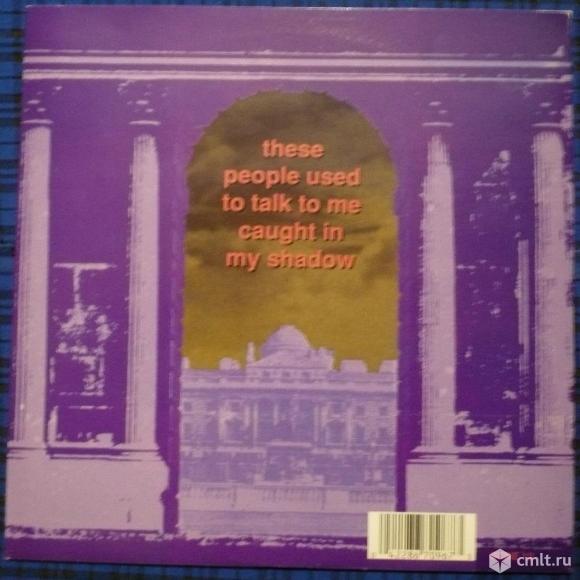 these
people used
to talk to me
caught in
my shadow
cmlt.ru